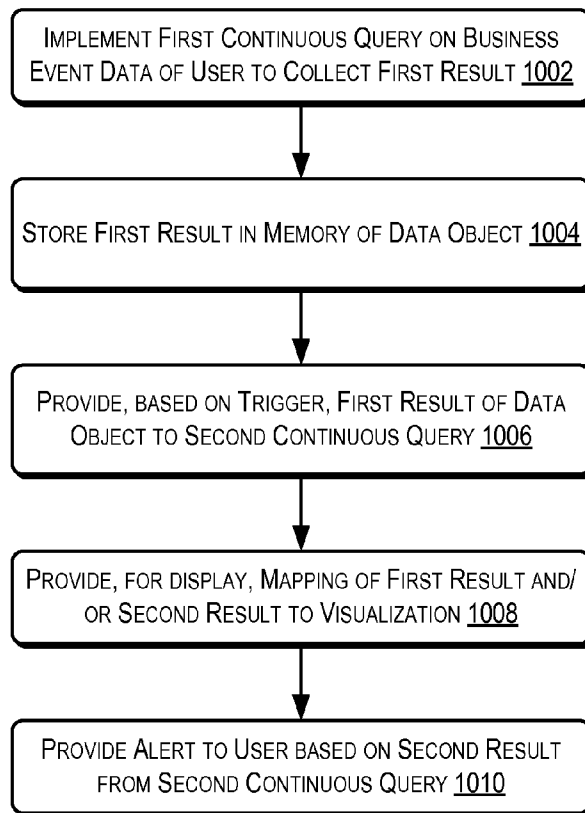 IMPLEMENT FIRST CONTINUOUS QUERY ON BUSINESS
EVENT DATA OF USER TO COLLECT FIRST RESULT 1002
STORE FIRST RESULT IN MEMORY OF DATA OBJECT 1004
PROVIDE, BASED ON TRIGGER, FIRST RESULT OF DATA
OBJECT TO SECOND CONTINUOUS QUERY 1006
PROVIDE, FOR DISPLAY, MAPPING OF FIRST RESULT AND/
OR SECOND RESULT TO VISUALIZATION 1008
PROVIDE ALERT TO USER BASED ON SECOND RESULT
FROM SECOND CONTINUOUS QUERY 1010